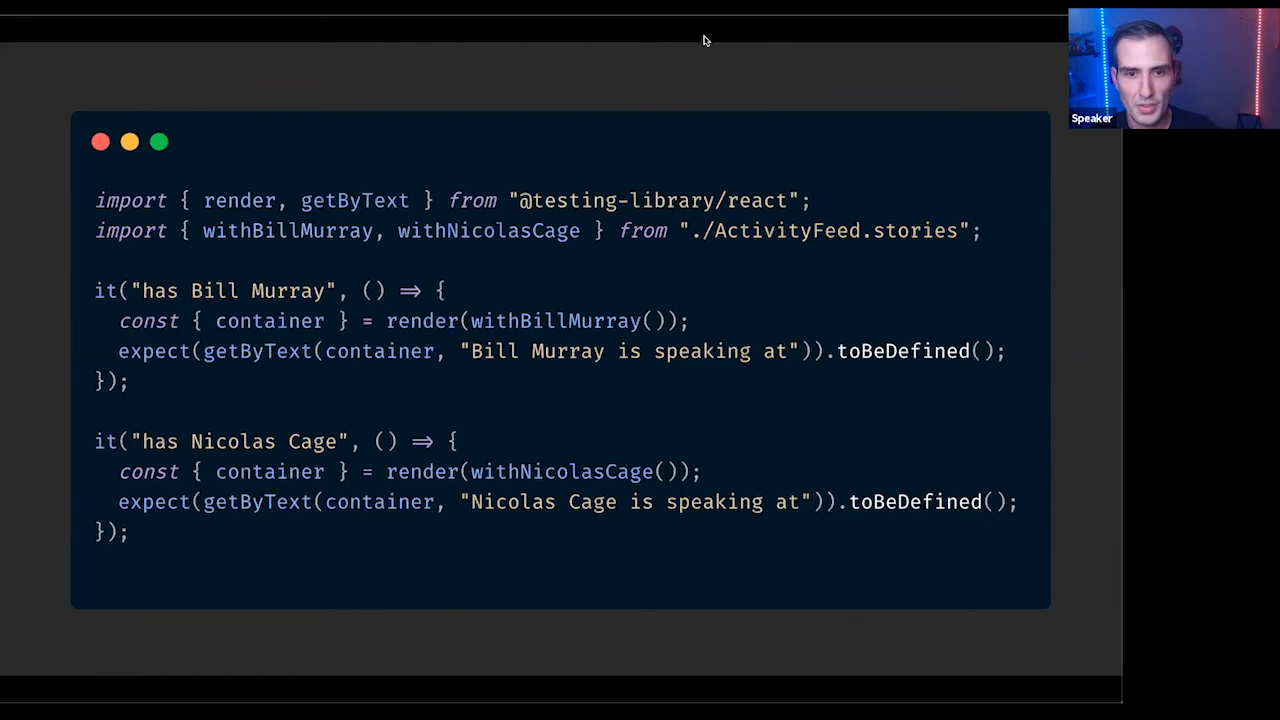 Speaker
import { render, getByText } from "@testing-library/react";
import { withBillMurray, withNicolasCage } from "./ActivityFeed.stories";
it("has Bill Murray", () => {
const { container } = render(withBillMurray());
expect(getByText(container, "Bill Murray is speaking at")).toBeDefined();
});
it("has Nicolas Cage", () => {
const { container } = render(withNicolasCage());
expect(getByText(container, "Nicolas Cage is speaking at")).toBeDefined();
});